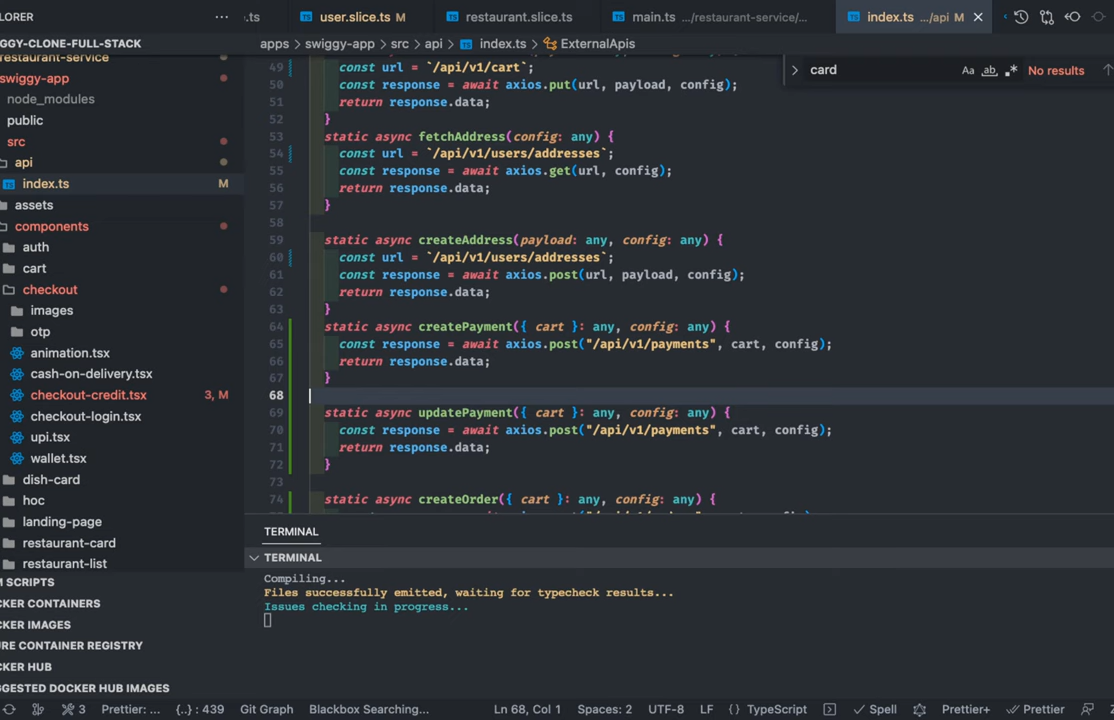 LORER
···
.ts
user.slice.ts M
restaurant.slice.ts
main.ts .../restaurant-service/...
index.ts .../api M
IGGY-CLONE-FULL-STACK
apps > swiggy-app > src > api > index.ts > ExternalApis
card
Aa ab .* No results
restaurant-service
swiggy-app
node_modules
public
src
api
index.ts M
assets
components
auth
cart
checkout
images
otp
animation.tsx
cash-on-delivery.tsx
checkout-credit.tsx 3, M
checkout-login.tsx
upi.tsx
wallet.tsx
dish-card
hoc
landing-page
restaurant-card
restaurant-list
M SCRIPTS
CKER CONTAINERS
CKER IMAGES
URE CONTAINER REGISTRY
CKER HUB
GGESTED DOCKER HUB IMAGES
49 const url = `/api/v1/cart`;
50 const response = await axios.put(url, payload, config);
51 return response.data;
52 }
53 static async fetchAddress(config: any) {
54 const url = `/api/v1/users/addresses`;
55 const response = await axios.get(url, config);
56 return response.data;
57 }
58
59 static async createAddress(payload: any, config: any) {
60 const url = `/api/v1/users/addresses`;
61 const response = await axios.post(url, payload, config);
62 return response.data;
63 }
64 static async createPayment({ cart }: any, config: any) {
65 const response = await axios.post("/api/v1/payments", cart, config);
66 return response.data;
67 }
68
69 static async updatePayment({ cart }: any, config: any) {
70 const response = await axios.post("/api/v1/payments", cart, config);
71 return response.data;
72 }
73
74 static async createOrder({ cart }: any, config: any) {
TERMINAL
TERMINAL
Compiling...
Files successfully emitted, waiting for typecheck results...
Issues checking in progress...
3 Prettier: ... {..} : 439 Git Graph Blackbox Searching... Ln 68, Col 1 Spaces: 2 UTF-8 LF {} TypeScript Spell Prettier+ Prettier